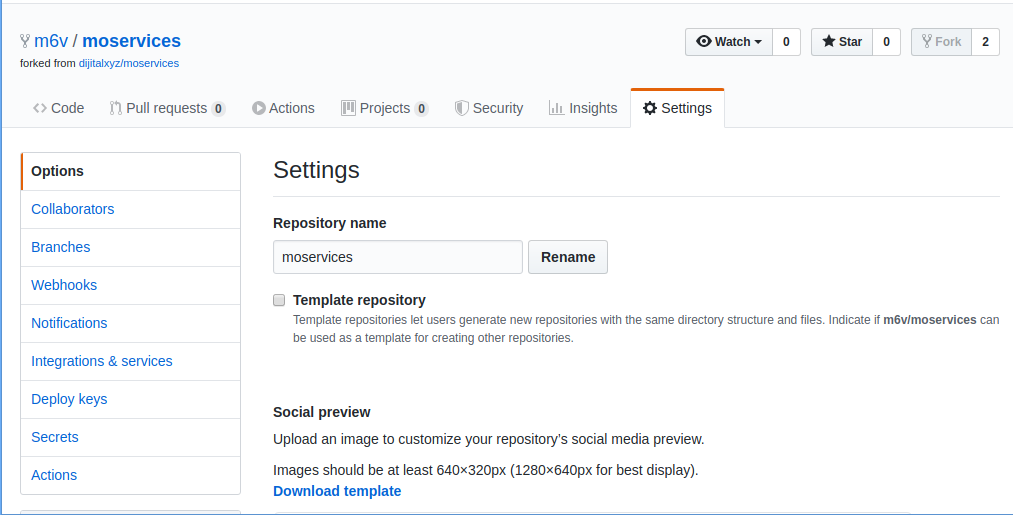 m6v / moservices
Watch 0 Star 0 Fork 2
forked from dijitalxyz/moservices
Code Pull requests 0 Actions Projects 0 Security Insights Settings
Options
Collaborators
Branches
Webhooks
Notifications
Integrations & services
Deploy keys
Secrets
Actions
Settings
Repository name
moservices Rename
Template repository
Template repositories let users generate new repositories with the same directory structure and files. Indicate if m6v/moservices can
be used as a template for creating other repositories.
Social preview
Upload an image to customize your repository’s social media preview.
Images should be at least 640×320px (1280×640px for best display).
Download template